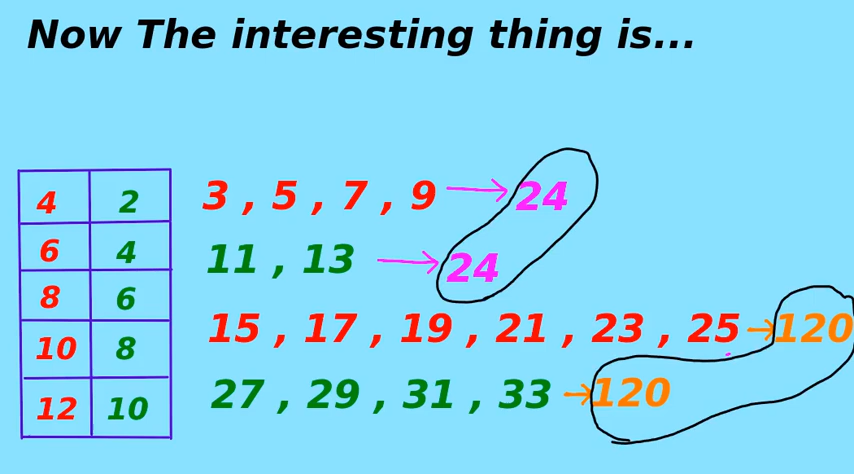 Now The interesting thing is...
4 2 3 , 5 , 7 , 9 → 24
6 4 11 , 13 → 24
8 6 15 , 17 , 19 , 21 , 23 , 25 → 120
10 8 27 , 29 , 31 , 33 → 120
12 10